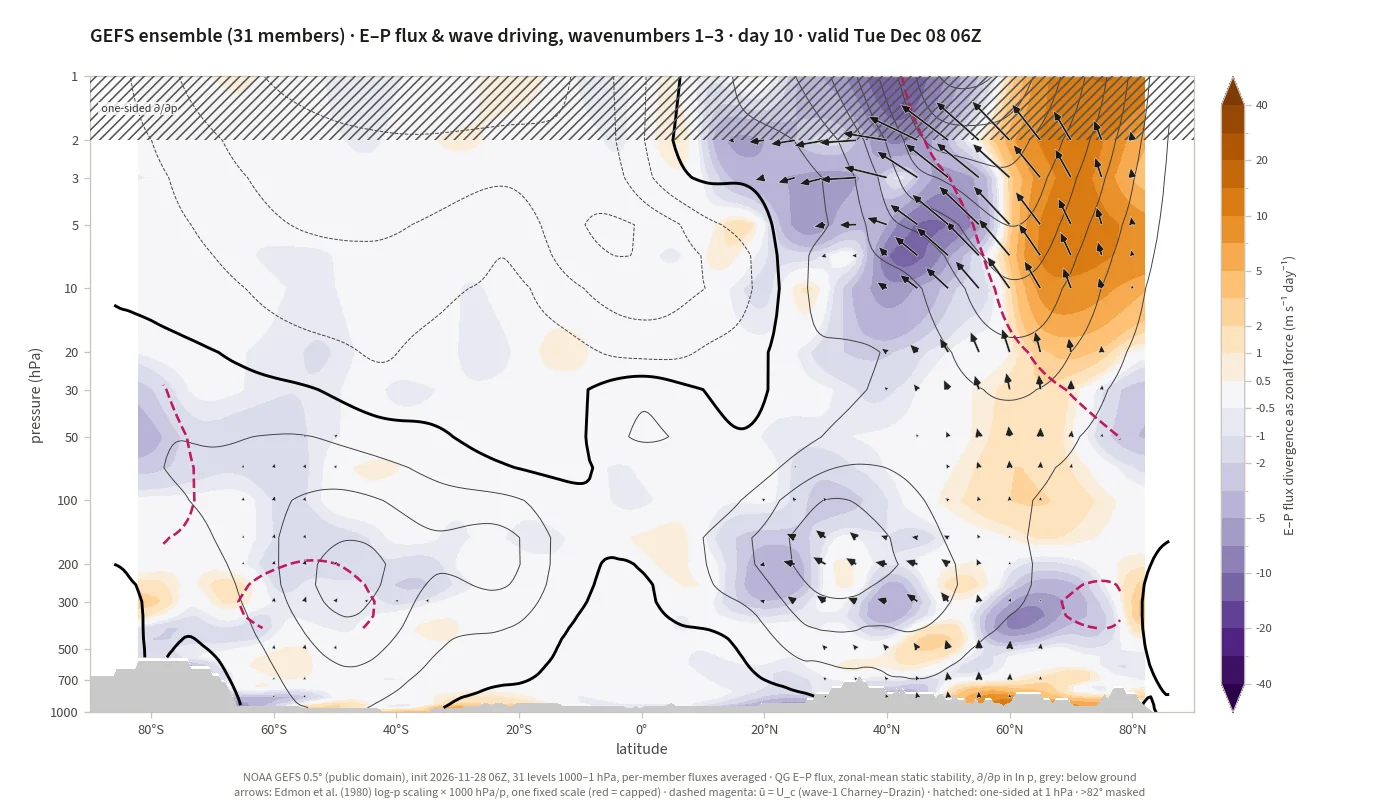 GEFS ensemble (31 members) · E–P flux & wave driving, wavenumbers 1–3 · day 10 · valid Tue Dec 08 06Z
one-sided ∂/∂p
1
2
3
5
10
20
30
50
100
200
300
500
700
1000
pressure (hPa)
80°S
60°S
40°S
20°S
0°
20°N
40°N
60°N
80°N
latitude
40
20
10
5
2
1
0.5
-0.5
-1
-2
-5
-10
-20
-40
E–P flux divergence as zonal force (m s⁻¹ day⁻¹)
NOAA GEFS 0.5° (public domain), init 2026-11-28 06Z, 31 levels 1000–1 hPa, per-member fluxes averaged · QG E–P flux, zonal-mean static stability, ∂/∂p in ln p, grey: below ground
arrows: Edmon et al. (1980) log-p scaling × 1000 hPa/p, one fixed scale (red = capped) · dashed magenta: ū = U_c (wave-1 Charney–Drazin) · hatched: one-sided at 1 hPa · >82° masked